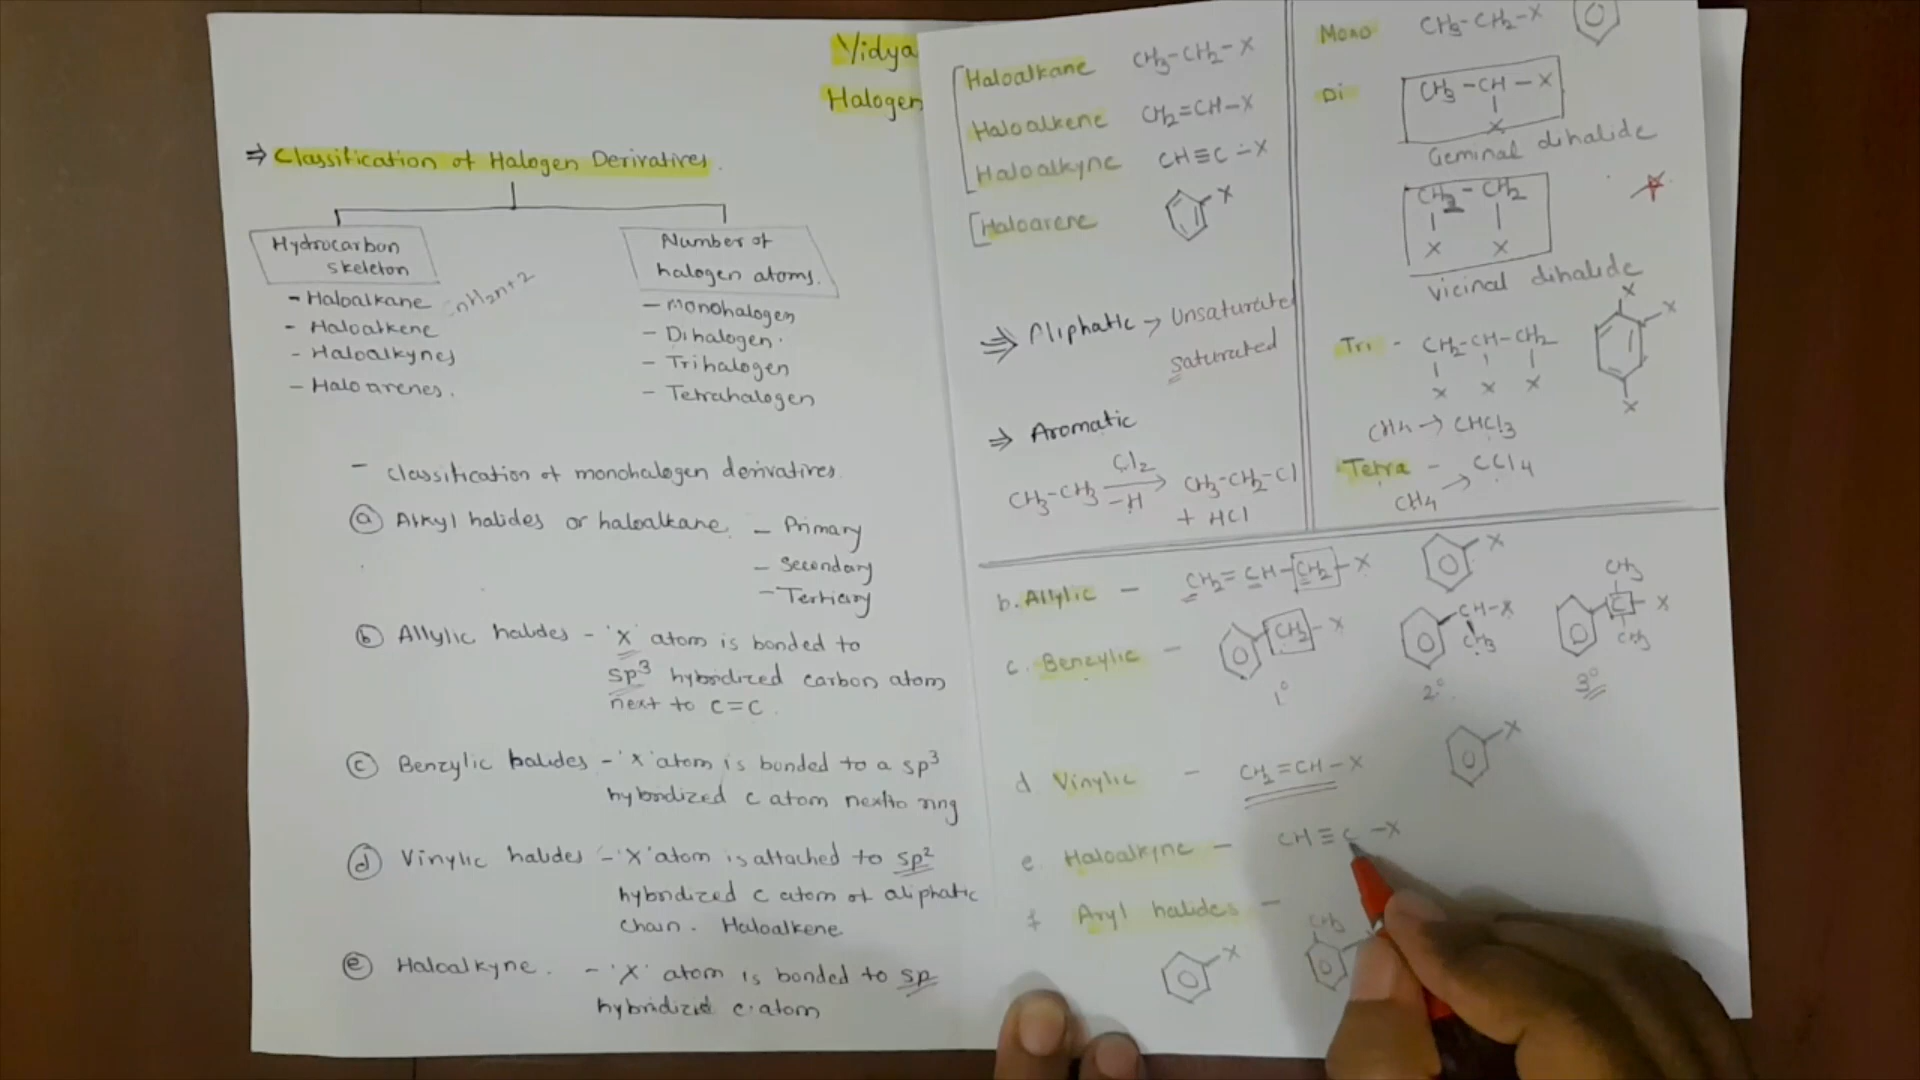 Vidya
Halogen
⇒ Classification of Halogen Derivatives.
Hydrocarbon
skeleton
- Haloalkane CnH2n+2
- Haloalkene
- Haloalkynes
- Haloarenes.
Number of
halogen atoms.
- Monohalogen
- Dihalogen.
- Trihalogen
- Tetrahalogen
- classification of monohalogen derivatives.
ⓐ Alkyl halides or haloalkane. - Primary
- Secondary
- Tertiary
ⓑ Allylic halides - 'X' atom is bonded to
sp³ hybridized carbon atom
next to C=C.
ⓒ Benzylic halides - 'X' atom is bonded to a sp³
hybridized c atom next to ring
ⓓ Vinylic halides - 'X' atom is attached to sp²
hybridized c atom of aliphatic
chain. Haloalkene
ⓔ Haloalkyne. - 'X' atom is bonded to sp
hybridized c.atom
Haloalkane CH3-CH2-X
Haloalkene CH2=CH-X
Haloalkyne CH≡C-X
Haloarene X
⇒ Aliphatic → Unsaturated
Saturated
⇒ Aromatic
CH3-CH3 Cl2 -H → CH3-CH2-Cl
+ HCl
Mono CH3-CH2-X
Di CH3-CH-X
X
Geminal dihalide
CH2-CH2
X X
Vicinal dihalide
Tri - CH2-CH-CH2
X X X
X X
X
CH4 → CHCl3
Tetra - CCl4
CH4 →
b. Allylic - CH2=CH-CH2-X X
c. Benzylic - CH2-X
1°
CH-X
CH3
2°
CH3
C-X
CH3
3°
d Vinylic - CH2=CH-X X
e. Haloalkyne - CH≡C-X
f Aryl halides -
X
CH3